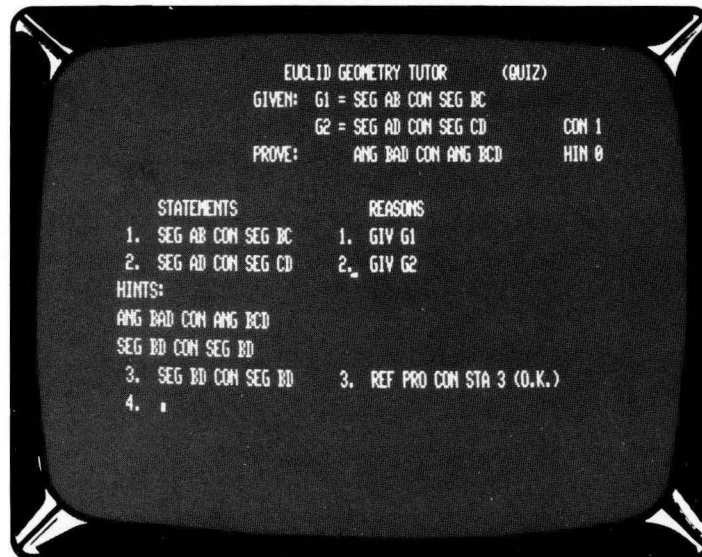 EUCLID GEOMETRY TUTOR (QUIZ)
GIVEN: G1 = SEG AB CON SEG BC
G2 = SEG AD CON SEG CD CON 1
PROVE: ANG BAD CON ANG BCD HIN 0
STATEMENTS REASONS
1. SEG AB CON SEG BC 1. GIV G1
2. SEG AD CON SEG CD 2. GIV G2
HINTS:
ANG BAD CON ANG BCD
SEG BD CON SEG BD
3. SEG BD CON SEG BD 3. REF PRO CON STA 3 (O.K.)
4.